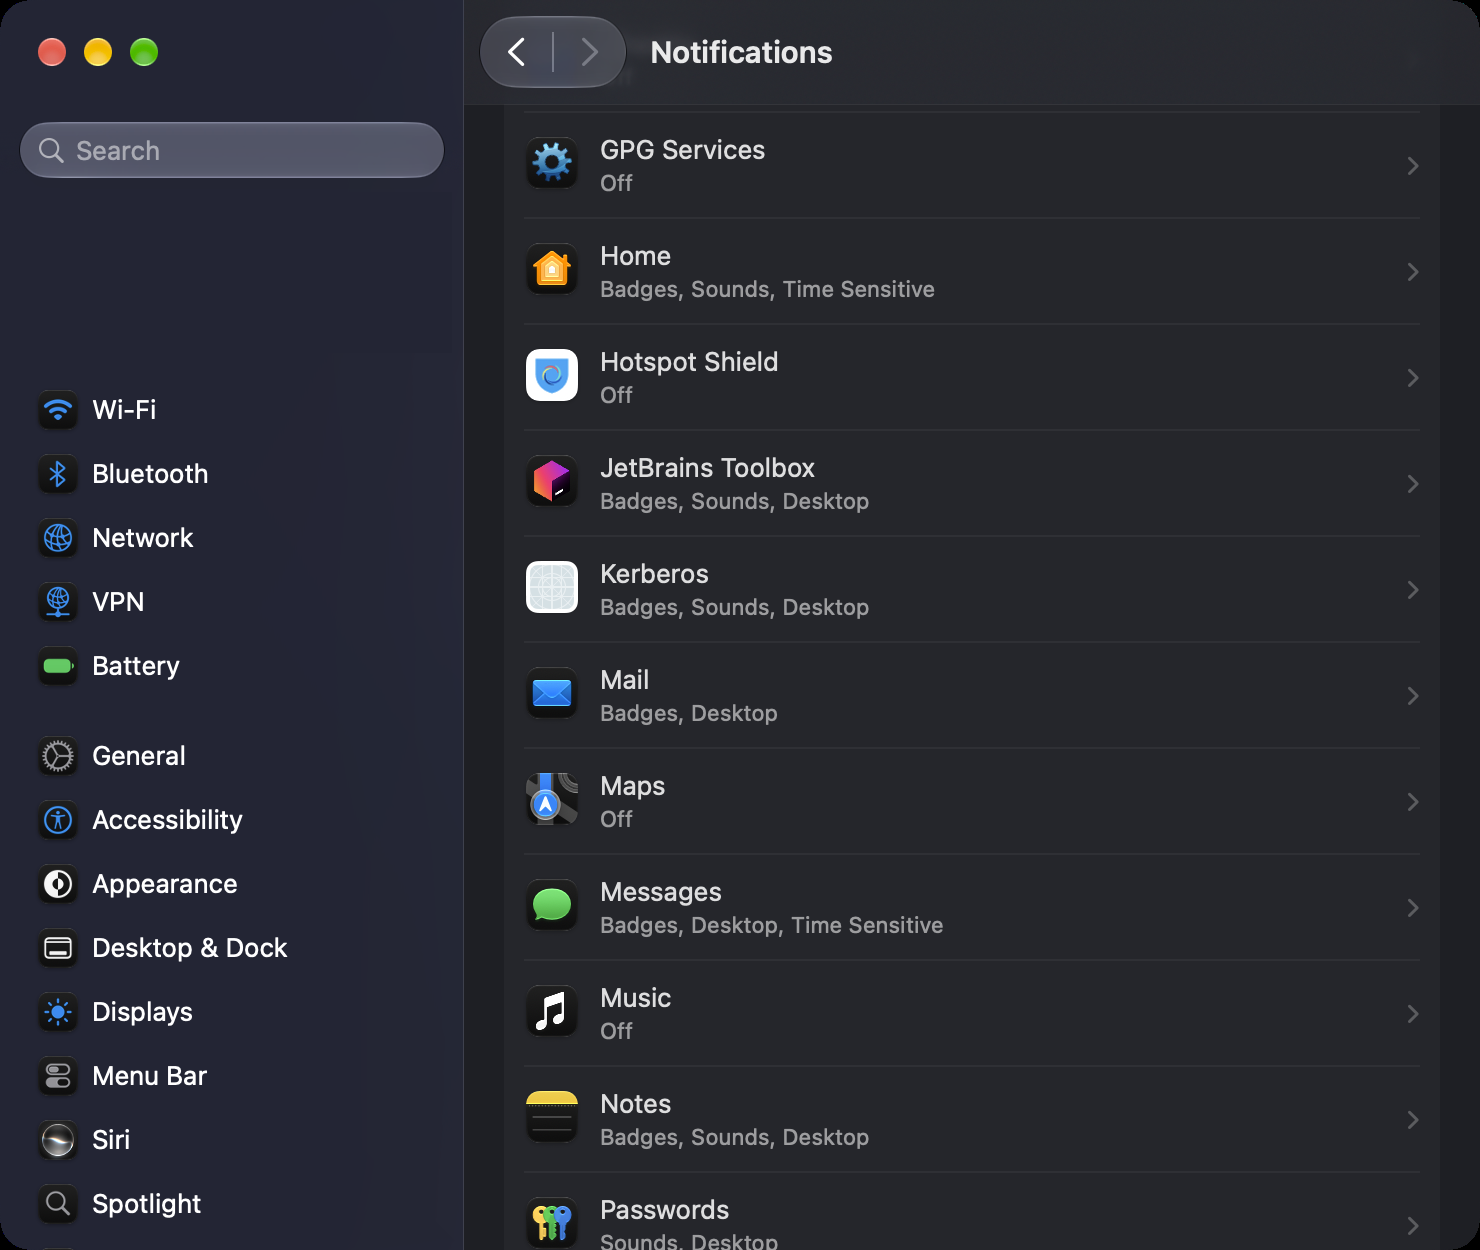 Search
Wi-Fi
Bluetooth
Network
VPN
Battery
General
Accessibility
Appearance
Desktop & Dock
Displays
Menu Bar
Siri
Spotlight
Notifications
GPG Services
Off
Home
Badges, Sounds, Time Sensitive
Hotspot Shield
Off
JetBrains Toolbox
Badges, Sounds, Desktop
Kerberos
Badges, Sounds, Desktop
Mail
Badges, Desktop
Maps
Off
Messages
Badges, Desktop, Time Sensitive
Music
Off
Notes
Badges, Sounds, Desktop
Passwords
Sounds, Desktop